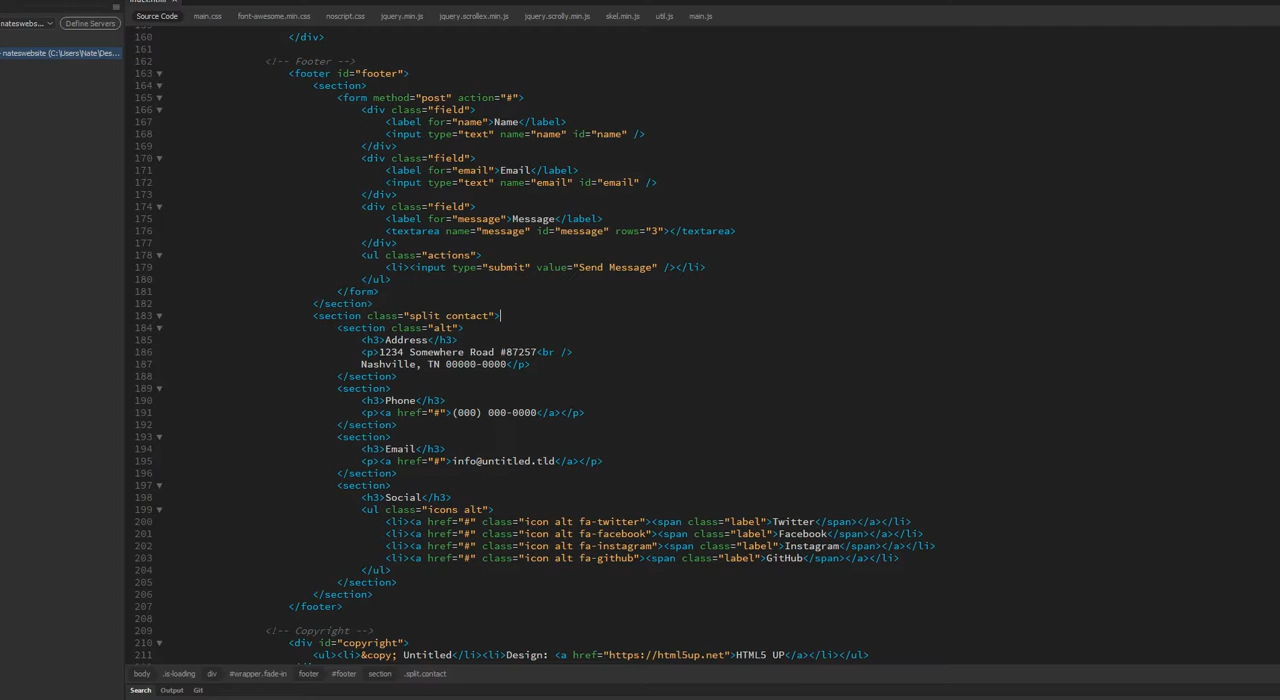 index.html
nateswebs... Define Servers
Source Code main.css font-awesome.min.css noscript.css jquery.min.js jquery.scrollex.min.js jquery.scrolly.min.js skel.min.js util.js main.js
nateswebsite (C:\Users\Nate\Des...
160 </div>
161
162 <!-- Footer -->
163 <footer id="footer">
164 <section>
165 <form method="post" action="#">
166 <div class="field">
167 <label for="name">Name</label>
168 <input type="text" name="name" id="name" />
169 </div>
170 <div class="field">
171 <label for="email">Email</label>
172 <input type="text" name="email" id="email" />
173 </div>
174 <div class="field">
175 <label for="message">Message</label>
176 <textarea name="message" id="message" rows="3"></textarea>
177 </div>
178 <ul class="actions">
179 <li><input type="submit" value="Send Message" /></li>
180 </ul>
181 </form>
182 </section>
183 <section class="split contact">
184 <section class="alt">
185 <h3>Address</h3>
186 <p>1234 Somewhere Road #87257<br />
187 Nashville, TN 00000-0000</p>
188 </section>
189 <section>
190 <h3>Phone</h3>
191 <p><a href="#">(000) 000-0000</a></p>
192 </section>
193 <section>
194 <h3>Email</h3>
195 <p><a href="#">info@untitled.tld</a></p>
196 </section>
197 <section>
198 <h3>Social</h3>
199 <ul class="icons alt">
200 <li><a href="#" class="icon alt fa-twitter"><span class="label">Twitter</span></a></li>
201 <li><a href="#" class="icon alt fa-facebook"><span class="label">Facebook</span></a></li>
202 <li><a href="#" class="icon alt fa-instagram"><span class="label">Instagram</span></a></li>
203 <li><a href="#" class="icon alt fa-github"><span class="label">GitHub</span></a></li>
204 </ul>
205 </section>
206 </section>
207 </footer>
208
209 <!-- Copyright -->
210 <div id="copyright">
211 <ul><li>&copy; Untitled</li><li>Design: <a href="https://html5up.net">HTML5 UP</a></li></ul>
body .is-loading div #wrapper.fade-in footer #footer section .split.contact
Search Output Git